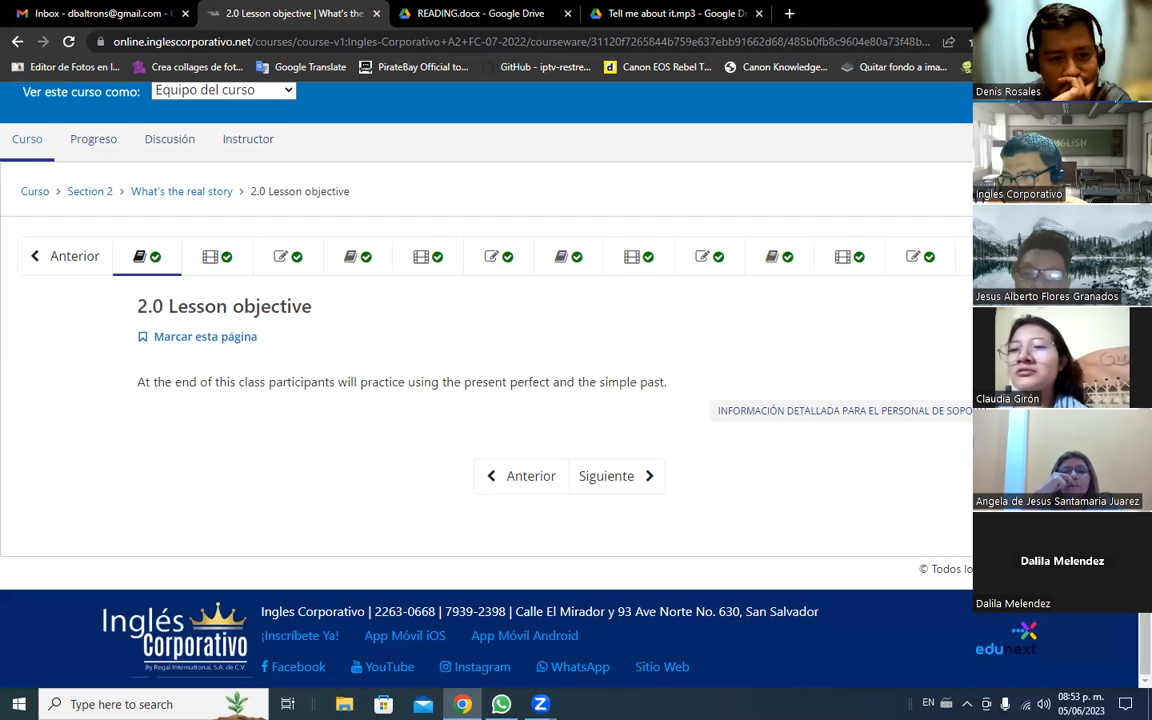 Inbox - dbaltrons@gmail.com -
2.0 Lesson objective | What's the
READING.docx - Google Drive
Tell me about it.mp3 - Google Dr
online.inglescorporativo.net/courses/course-v1:Ingles-Corporativo+A2+FC-07-2022/courseware/31120f7265844b759e637ebb91662d68/485b0fb8c9604e80a73f48b...
Editor de Fotos en l...
Crea collages de fot...
Google Translate
PirateBay Official to...
GitHub - iptv-restre...
Canon EOS Rebel T...
Canon Knowledge...
Quitar fondo a ima...
Ver este curso como:
Equipo del curso
Curso
Progreso
Discusión
Instructor
Curso > Section 2 > What's the real story > 2.0 Lesson objective
Anterior
2.0 Lesson objective
Marcar esta página
At the end of this class participants will practice using the present perfect and the simple past.
INFORMACIÓN DETALLADA PARA EL PERSONAL DE SOPO
Anterior
Siguiente
© Todos lo
Inglés
Corporativo
By Regal International, S.A. de C.V.
Ingles Corporativo | 2263-0668 | 7939-2398 | Calle El Mirador y 93 Ave Norte No. 630, San Salvador
¡Inscríbete Ya!
App Móvil iOS
App Móvil Android
Facebook
YouTube
Instagram
WhatsApp
Sitio Web
edunext
Denis Rosales
ENGLISH
Ingles Corporativo
Jesus Alberto Flores Granados
Claudia Girón
Angela de Jesus Santamaria Juarez
Dalila Melendez
Dalila Melendez
Type here to search
EN
08:53 p. m.
05/06/2023